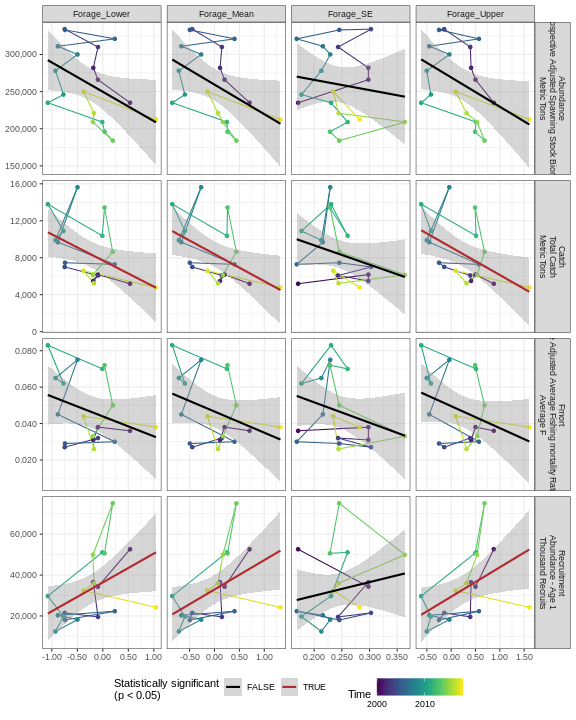 Forage_Lower
Forage_Mean
Forage_SE
Forage_Upper
300,000
250,000
200,000
150,000
Abundance
Adjusted Spawning Stock
Metric Tons
16,000
12,000
8,000
4,000
0
Catch
Total Catch
Metric Tons
0.080
0.060
0.040
0.020
Fmort
Adjusted Average Fishing mortality
Average F
60,000
40,000
20,000
Recruitment
Abundance - Age 1
Thousand Recruits
-1.00 -0.50 0.00 0.50 1.00
-0.50 0.00 0.50 1.00
0.200 0.250 0.300 0.350
-0.50 0.00 0.50 1.00 1.50
Statistically significant
(p < 0.05)
FALSE
TRUE
Time
2000 2010